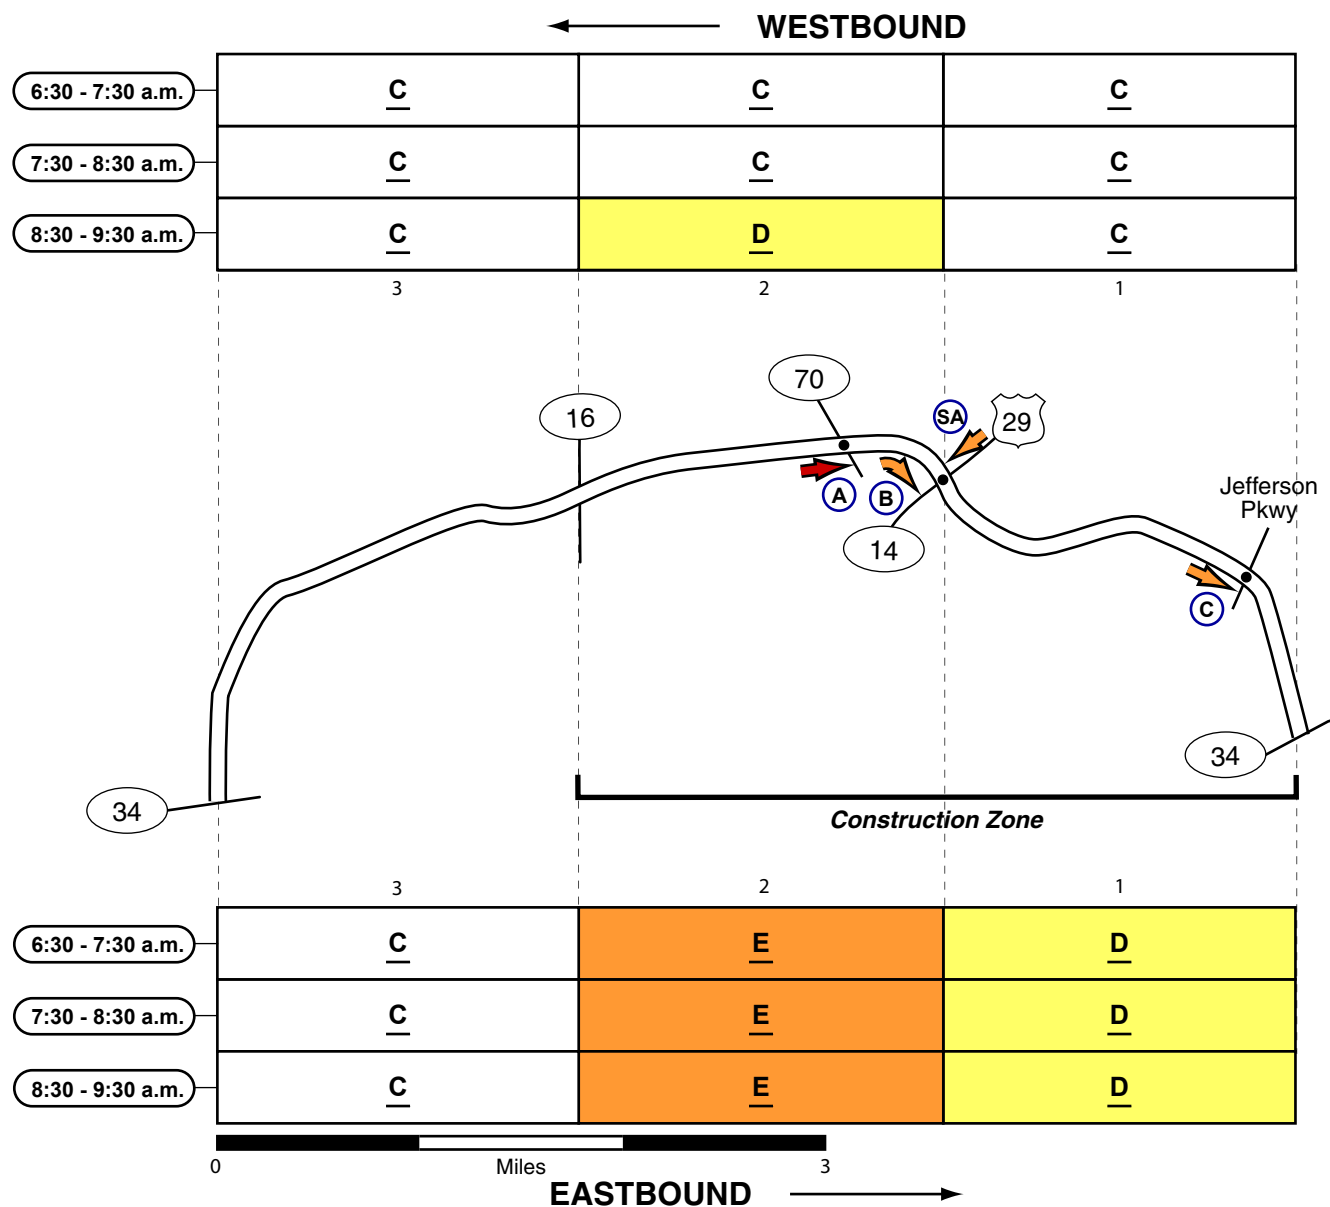 WESTBOUND
6:30 - 7:30 a.m. C C C
7:30 - 8:30 a.m. C C C
8:30 - 9:30 a.m. C D C
3 2 1
70
16
SA
29
A
B
14
Jefferson
Pkwy
C
34
34
Construction Zone
3 2 1
6:30 - 7:30 a.m. C E D
7:30 - 8:30 a.m. C E D
8:30 - 9:30 a.m. C E D
0 Miles 3
EASTBOUND